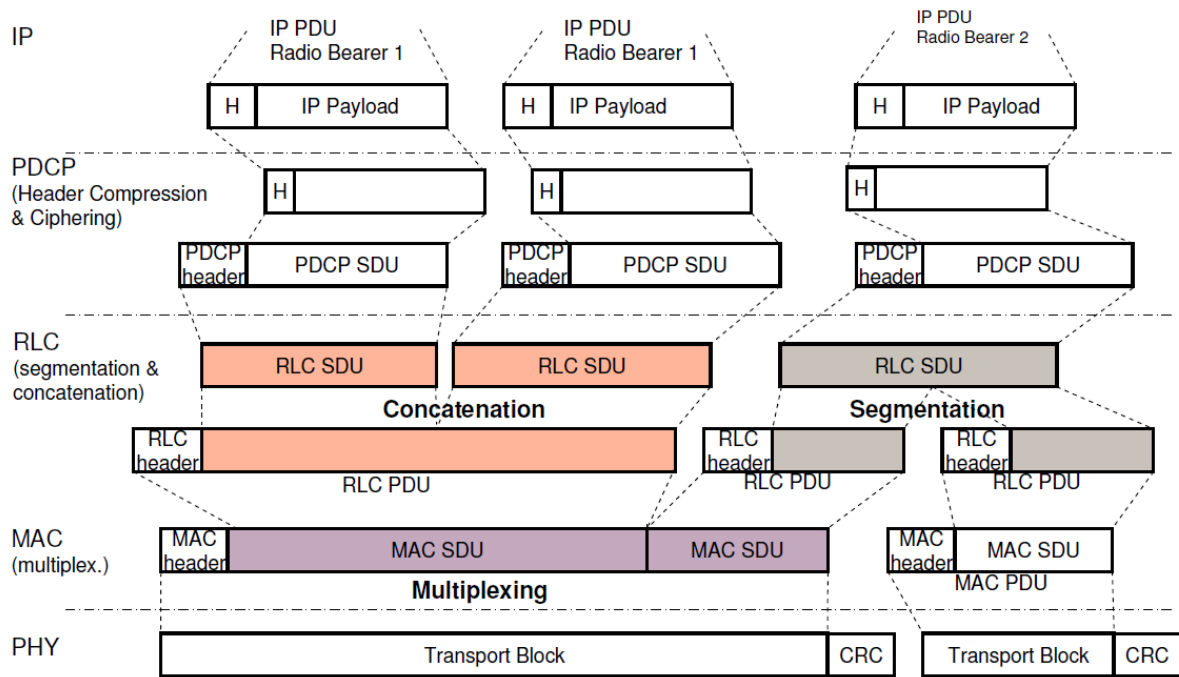 IP
IP PDU
Radio Bearer 1
IP PDU
Radio Bearer 1
IP PDU
Radio Bearer 2
H
IP Payload
H
IP Payload
H
IP Payload
PDCP
(Header Compression
& Ciphering)
H
H
H
PDCP
header
PDCP SDU
PDCP
header
PDCP SDU
PDCP
header
PDCP SDU
RLC
(segmentation &
concatenation)
RLC SDU
RLC SDU
RLC SDU
Concatenation
Segmentation
RLC
header
RLC PDU
RLC
header
RLC PDU
RLC
header
RLC PDU
MAC
(multiplex.)
MAC
header
MAC SDU
MAC SDU
Multiplexing
MAC
header
MAC SDU
MAC PDU
PHY
Transport Block
CRC
Transport Block
CRC